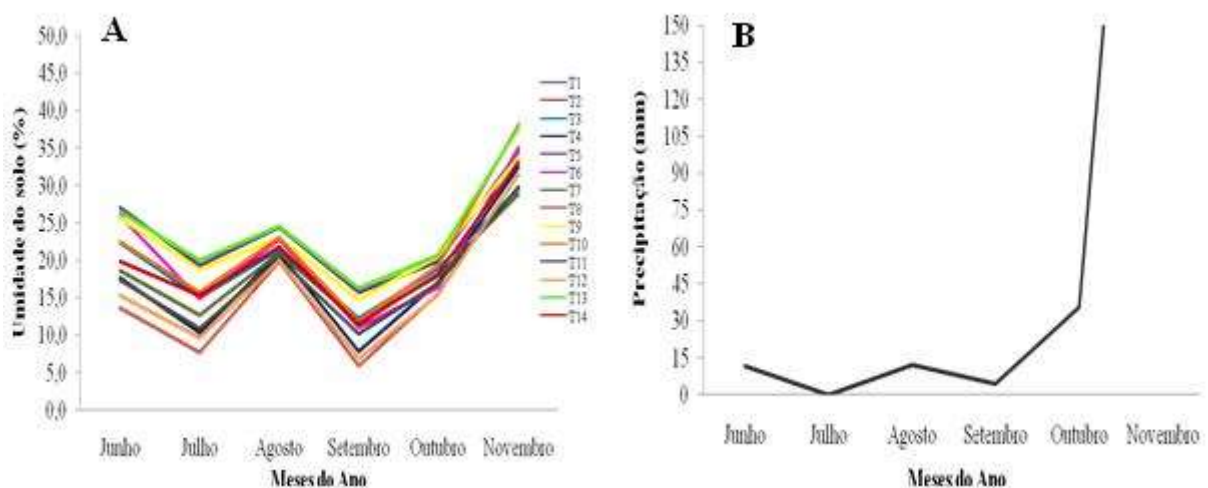 A
Umidade do solo (%)
50,0
45,0
40,0
35,0
30,0
25,0
20,0
15,0
10,0
5,0
0,0
Junho Julho Agosto Setembro Outubro Novembro
Meses do Ano
T1
T2
T3
T4
T5
T6
T7
T8
T9
T10
T11
T12
T13
T14
B
Precipitação (mm)
150
135
120
105
90
75
60
45
30
15
0
Junho Julho Agosto Setembro Outubro Novembro
Meses do Ano